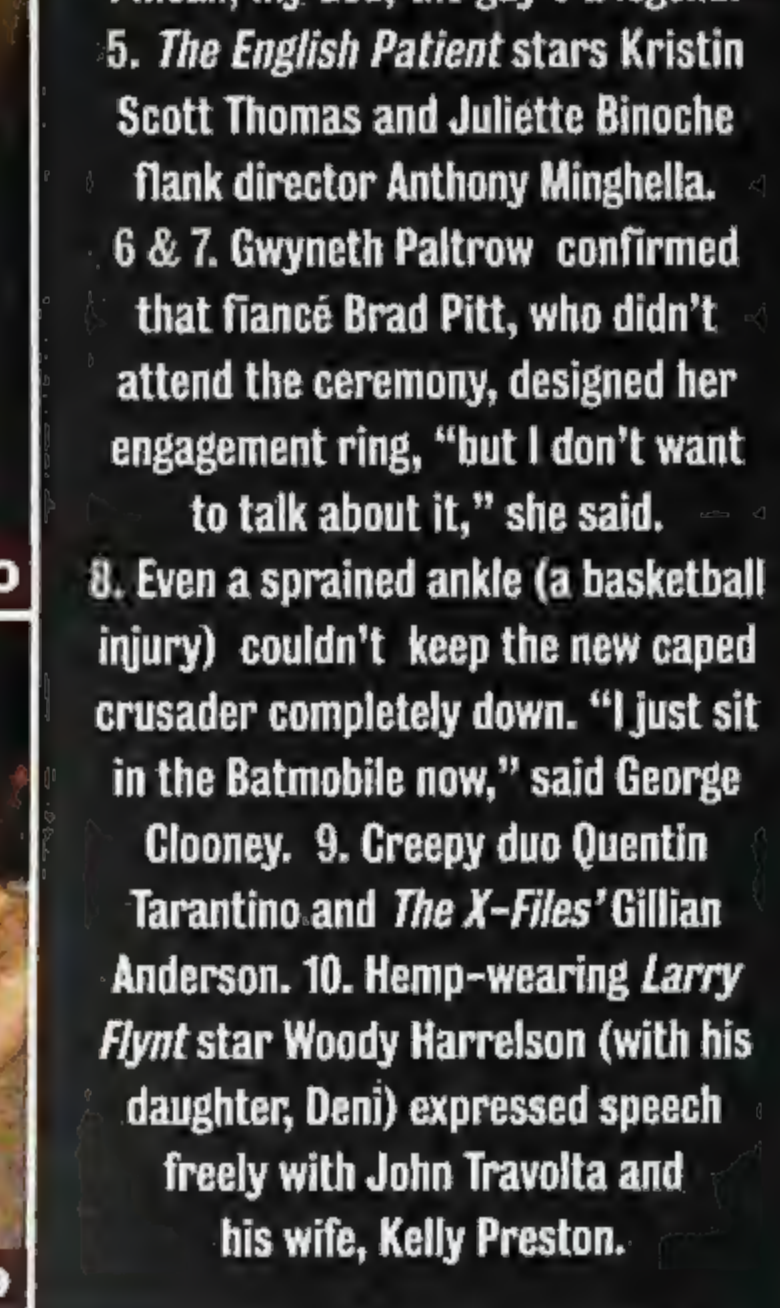 5. The English Patient stars Kristin
Scott Thomas and Juliette Binoche
flank director Anthony Minghella.
6 & 7. Gwyneth Paltrow confirmed
that fiancé Brad Pitt, who didn't
attend the ceremony, designed her
engagement ring, “but I don't want
to talk about it,” she said.
8. Even a sprained ankle (a basketball
injury) couldn't keep the new caped
crusader completely down. “I just sit
in the Batmobile now,” said George
Clooney. 9. Creepy duo Quentin
Tarantino and The X-Files' Gillian
Anderson. 10. Hemp-wearing Larry
Flynt star Woody Harrelson (with his
daughter, Deni) expressed speech
freely with John Travolta and
his wife, Kelly Preston.